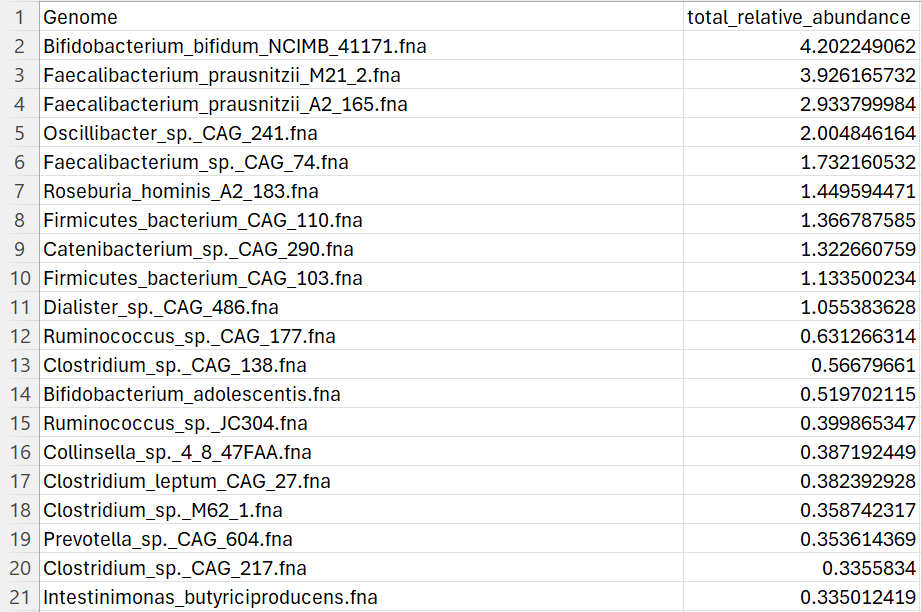 1 Genome total_relative_abundance
2 Bifidobacterium_bifidum_NCIMB_41171.fna 4.202249062
3 Faecalibacterium_prausnitzii_M21_2.fna 3.926165732
4 Faecalibacterium_prausnitzii_A2_165.fna 2.933799984
5 Oscillibacter_sp._CAG_241.fna 2.004846164
6 Faecalibacterium_sp._CAG_74.fna 1.732160532
7 Roseburia_hominis_A2_183.fna 1.449594471
8 Firmicutes_bacterium_CAG_110.fna 1.366787585
9 Catenibacterium_sp._CAG_290.fna 1.322660759
10 Firmicutes_bacterium_CAG_103.fna 1.133500234
11 Dialister_sp._CAG_486.fna 1.055383628
12 Ruminococcus_sp._CAG_177.fna 0.631266314
13 Clostridium_sp._CAG_138.fna 0.56679661
14 Bifidobacterium_adolescentis.fna 0.519702115
15 Ruminococcus_sp._JC304.fna 0.399865347
16 Collinsella_sp._4_8_47FAA.fna 0.387192449
17 Clostridium_leptum_CAG_27.fna 0.382392928
18 Clostridium_sp._M62_1.fna 0.358742317
19 Prevotella_sp._CAG_604.fna 0.353614369
20 Clostridium_sp._CAG_217.fna 0.3355834
21 Intestinimonas_butyriciproducens.fna 0.335012419